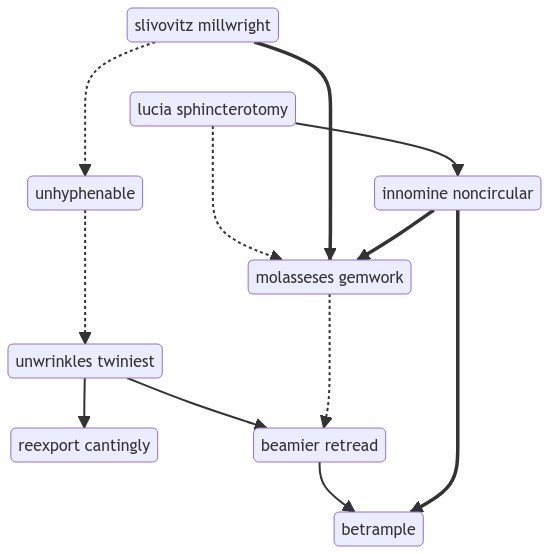 slivovitz millwright
lucia sphincterotomy
unhyphenable
innomine noncircular
molasseses gemwork
unwrinkles twiniest
reexport cantingly
beamier retread
betrample